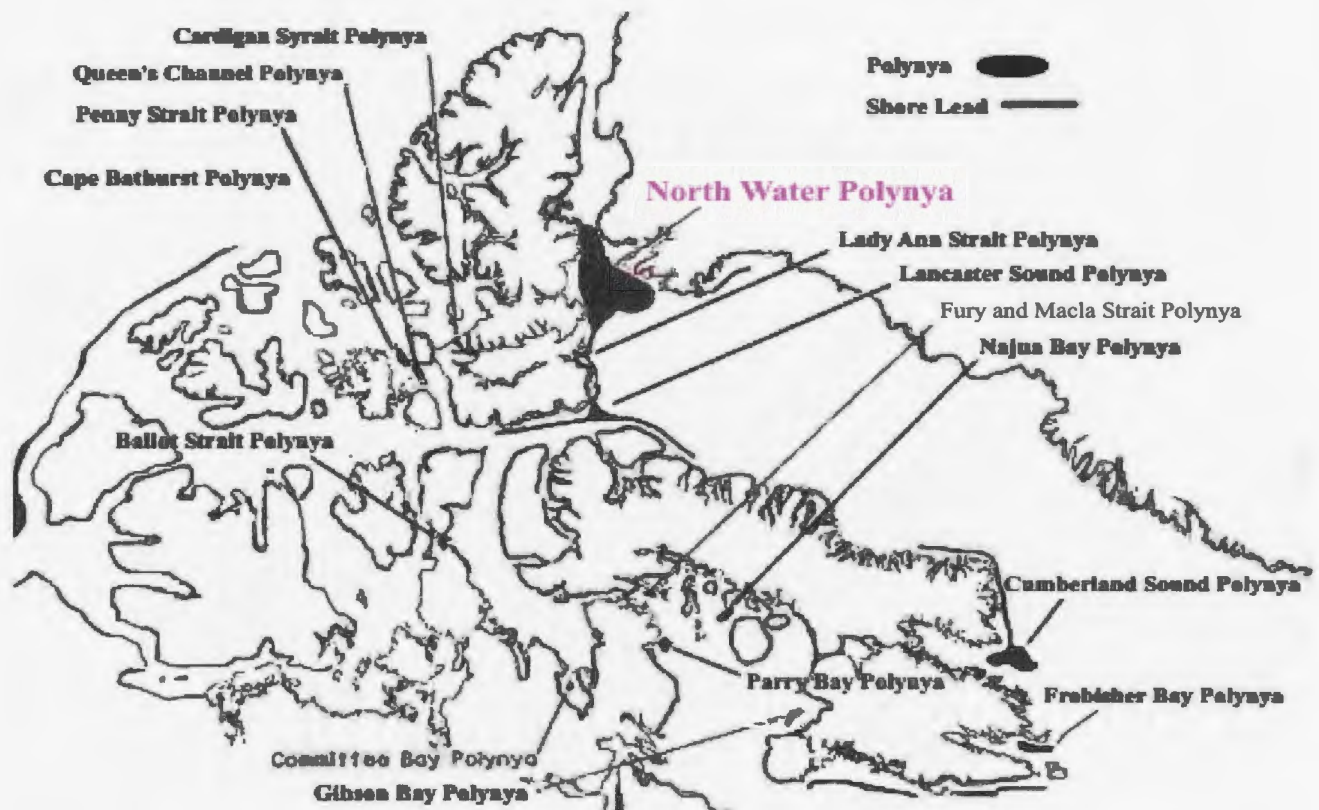 Cardigan Syrait Polynya
Queen's Channel Polynya
Penny Strait Polynya
Cape Bathurst Polynya
Polynya
Shore Lead
North Water Polynya
Lady Ann Strait Polynya
Lancaster Sound Polynya
Fury and Macla Strait Polynya
Najua Bay Polynya
Ballot Strait Polynya
Cumberland Sound Polynya
Parry Bay Polynya
Frobisher Bay Polynya
Committee Bay Polynya
Gibson Bay Polynya